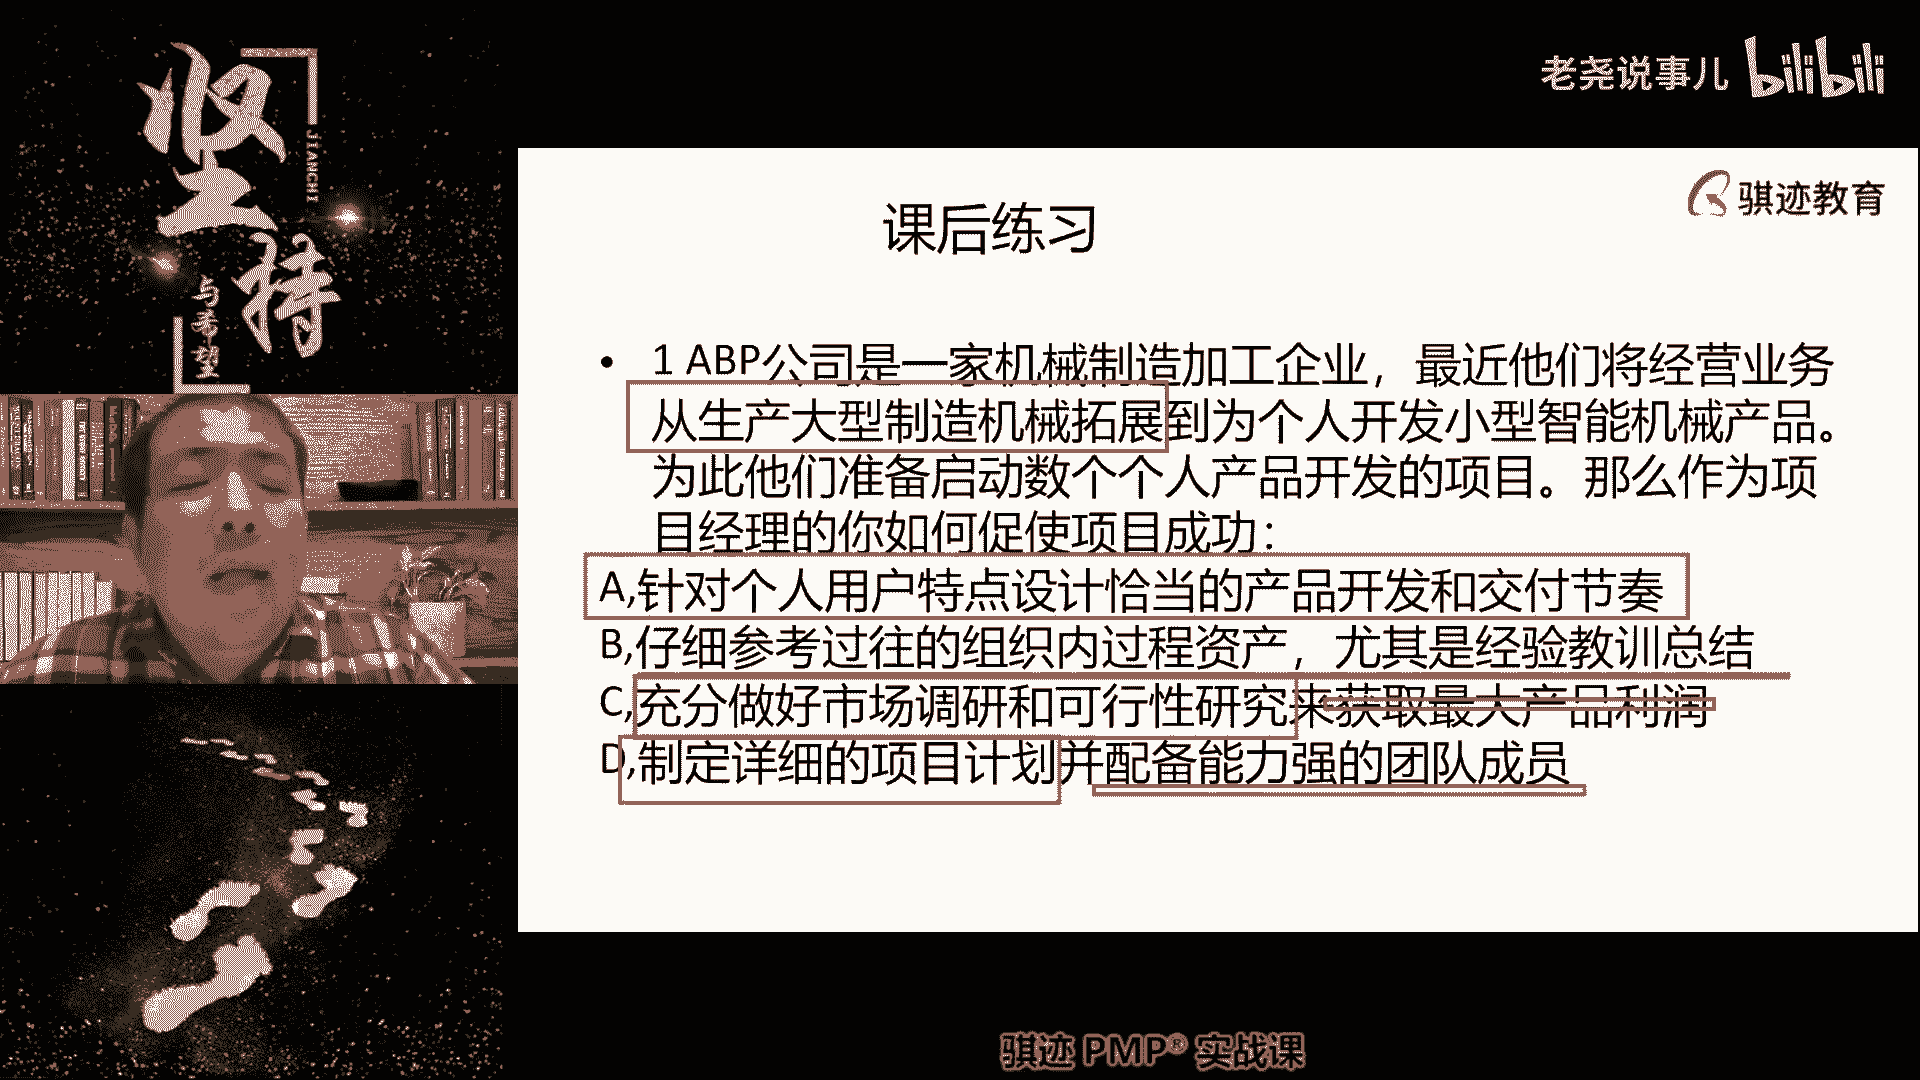 坚持
JIANCHI
与希望
老尧说事儿 bilibili
骐迹教育
课后练习
• 1 ABP公司是一家机械制造加工企业，最近他们将经营业务
从生产大型制造机械拓展到为个人开发小型智能机械产品。
为此他们准备启动数个个人产品开发的项目。那么作为项
目经理的你如何促使项目成功：
A,针对个人用户特点设计恰当的产品开发和交付节奏
B,仔细参考过往的组织内过程资产，尤其是经验教训总结
C,充分做好市场调研和可行性研究来获取最大产品利润
D,制定详细的项目计划并配备能力强的团队成员
骐迹 PMP® 实战课